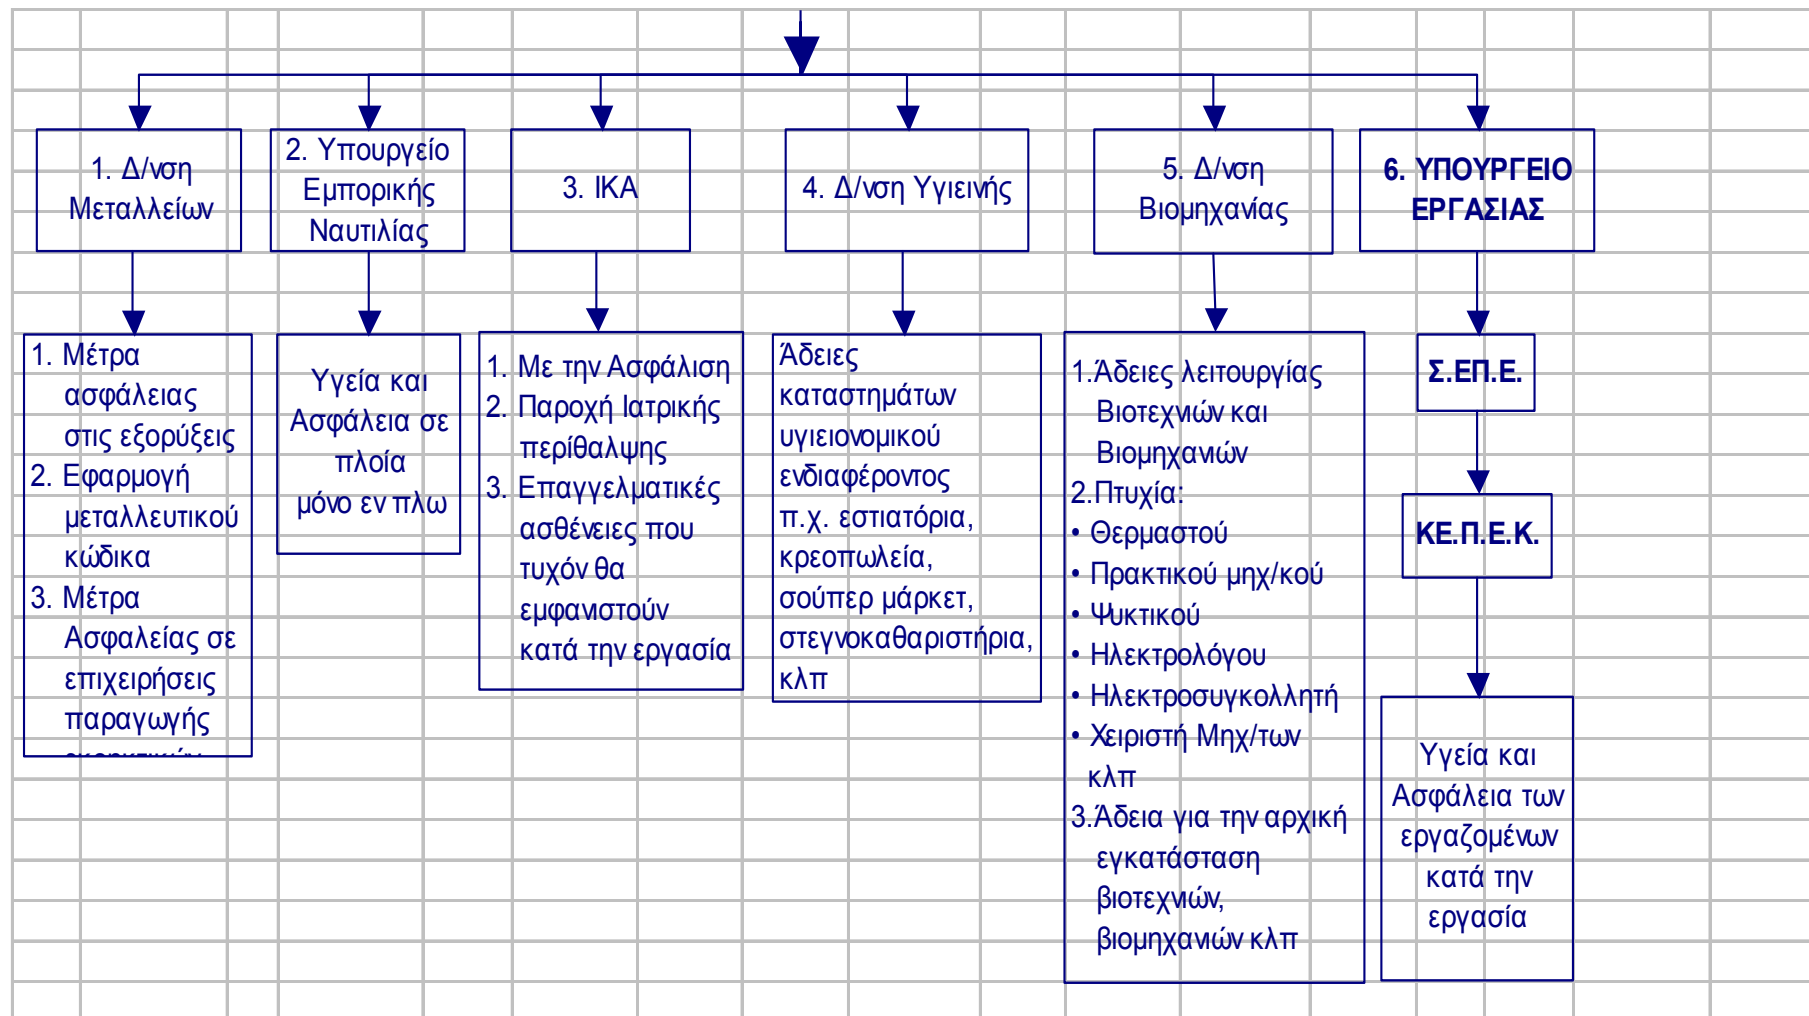 1. Δ/νση
Μεταλλείων
2. Υπουργείο
Εμπορικής
Ναυτιλίας
3. ΙΚΑ
4. Δ/νση Υγιεινής
5. Δ/νση
Βιομηχανίας
6. ΥΠΟΥΡΓΕΙΟ
ΕΡΓΑΣΙΑΣ
1. Μέτρα
ασφάλειας
στις εξορύξεις
2. Εφαρμογή
μεταλλευτικού
κώδικα
3. Μέτρα
Ασφαλείας σε
επιχειρήσεις
παραγωγής
Υγεία και
Ασφάλεια σε
πλοία
μόνο εν πλω
1. Με την Ασφάλιση
2. Παροχή Ιατρικής
περίθαλψης
3. Επαγγελματικές
ασθένειες που
τυχόν θα
εμφανιστούν
κατά την εργασία
Άδειες
καταστημάτων
υγιειονομικού
ενδιαφέροντος
π.χ. εστιατόρια,
κρεοπωλεία,
σούπερ μάρκετ,
στεγνοκαθαριστήρια,
κλπ
1.Άδειες λειτουργίας
Βιοτεχνιών και
Βιομηχανιών
2.Πτυχία:
• Θερμαστού
• Πρακτικού μηχ/κού
• Ψυκτικού
• Ηλεκτρολόγου
• Ηλεκτροσυγκολλητή
• Χειριστή Μηχ/των
κλπ
3.Άδεια για την αρχική
εγκατάσταση
βιοτεχνιών,
βιομηχανιών κλπ
Σ.ΕΠ.Ε.
ΚΕ.Π.Ε.Κ.
Υγεία και
Ασφάλεια των
εργαζομένων
κατά την
εργασία